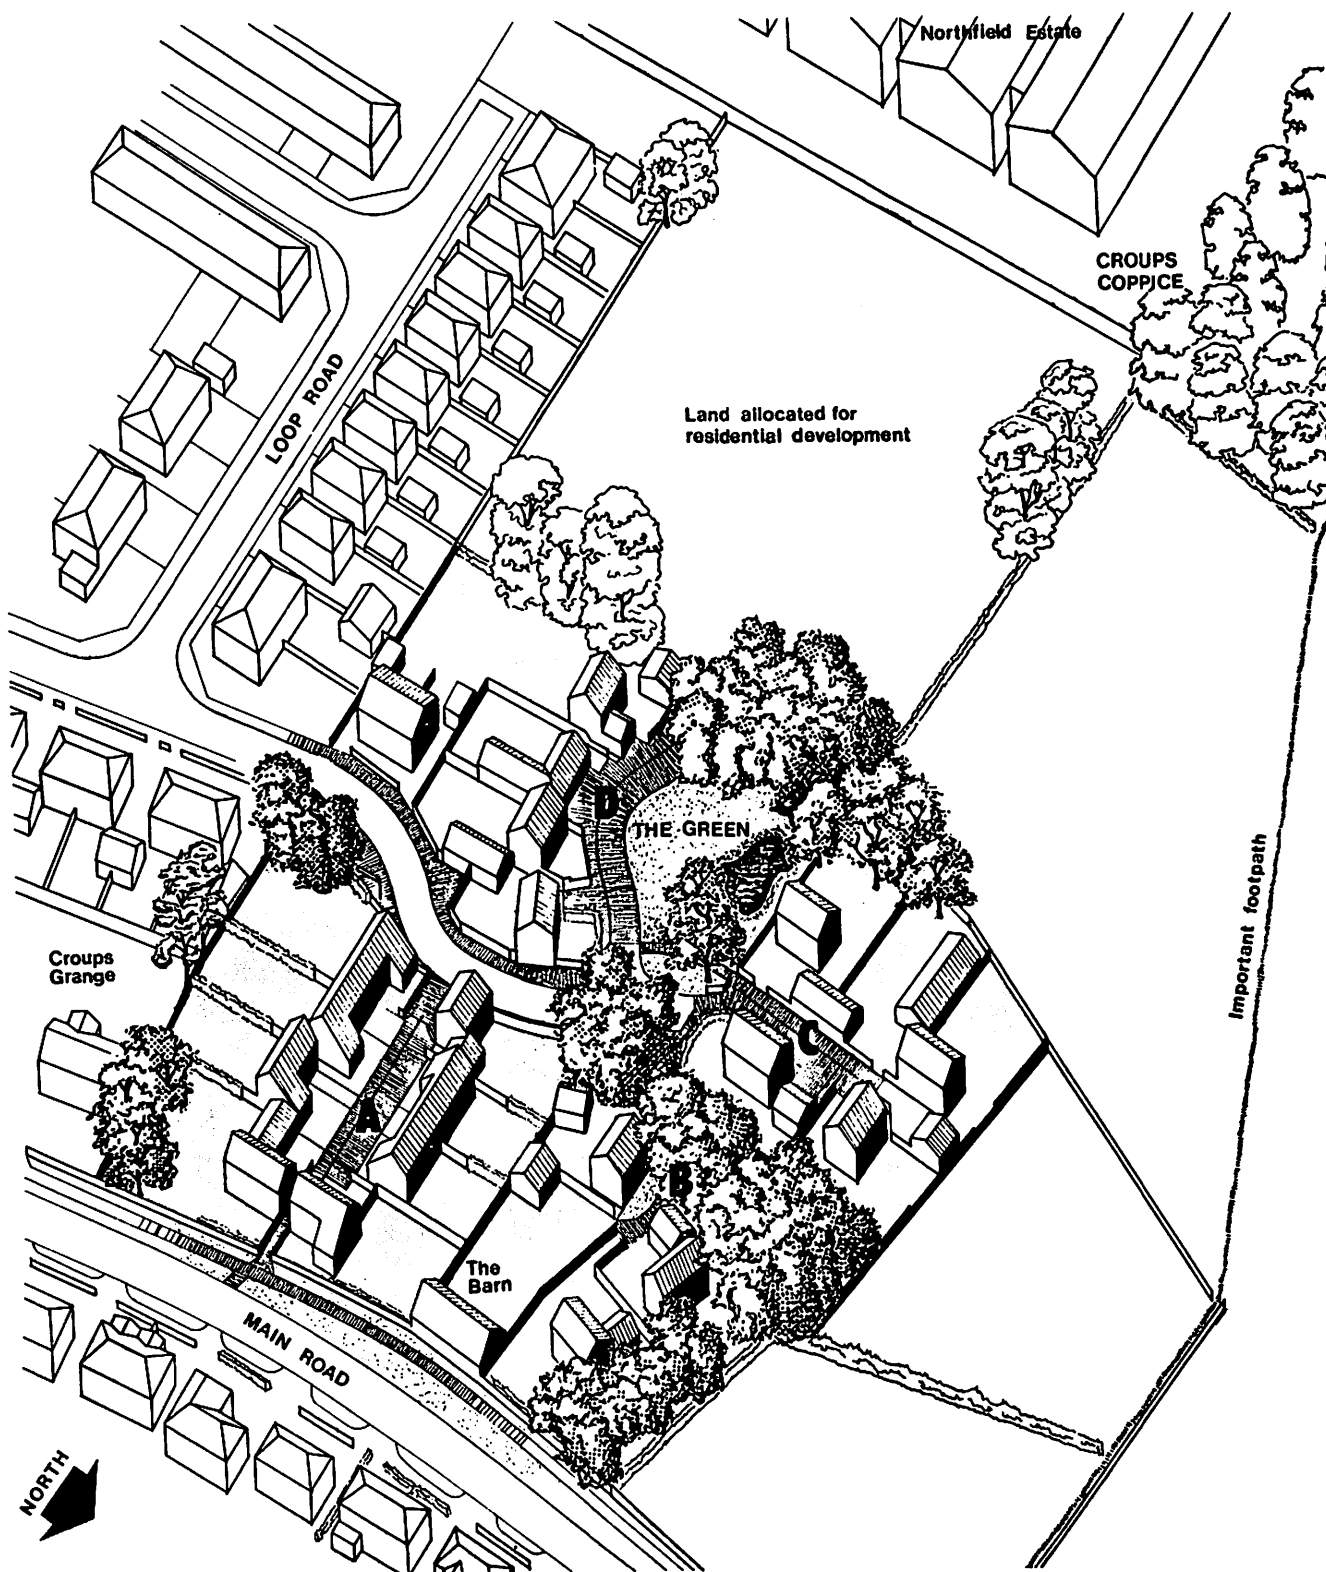 Northfield Estate
CROUPS
COPPICE
LOOP ROAD
Land allocated for
residential development
D
THE GREEN
Important footpath
Croups
Grange
C
A
B
The
Barn
MAIN ROAD
NORTH